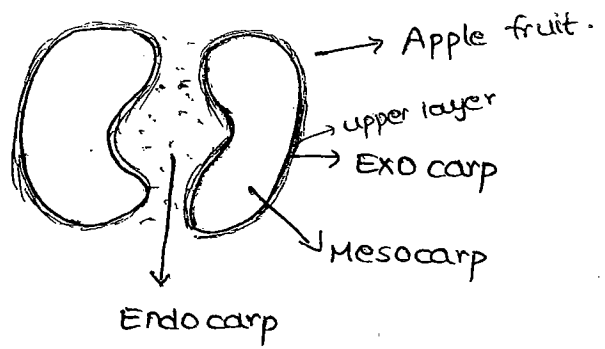 Apple fruit.
upper layer
Exo carp
Mesocarp
Endo carp